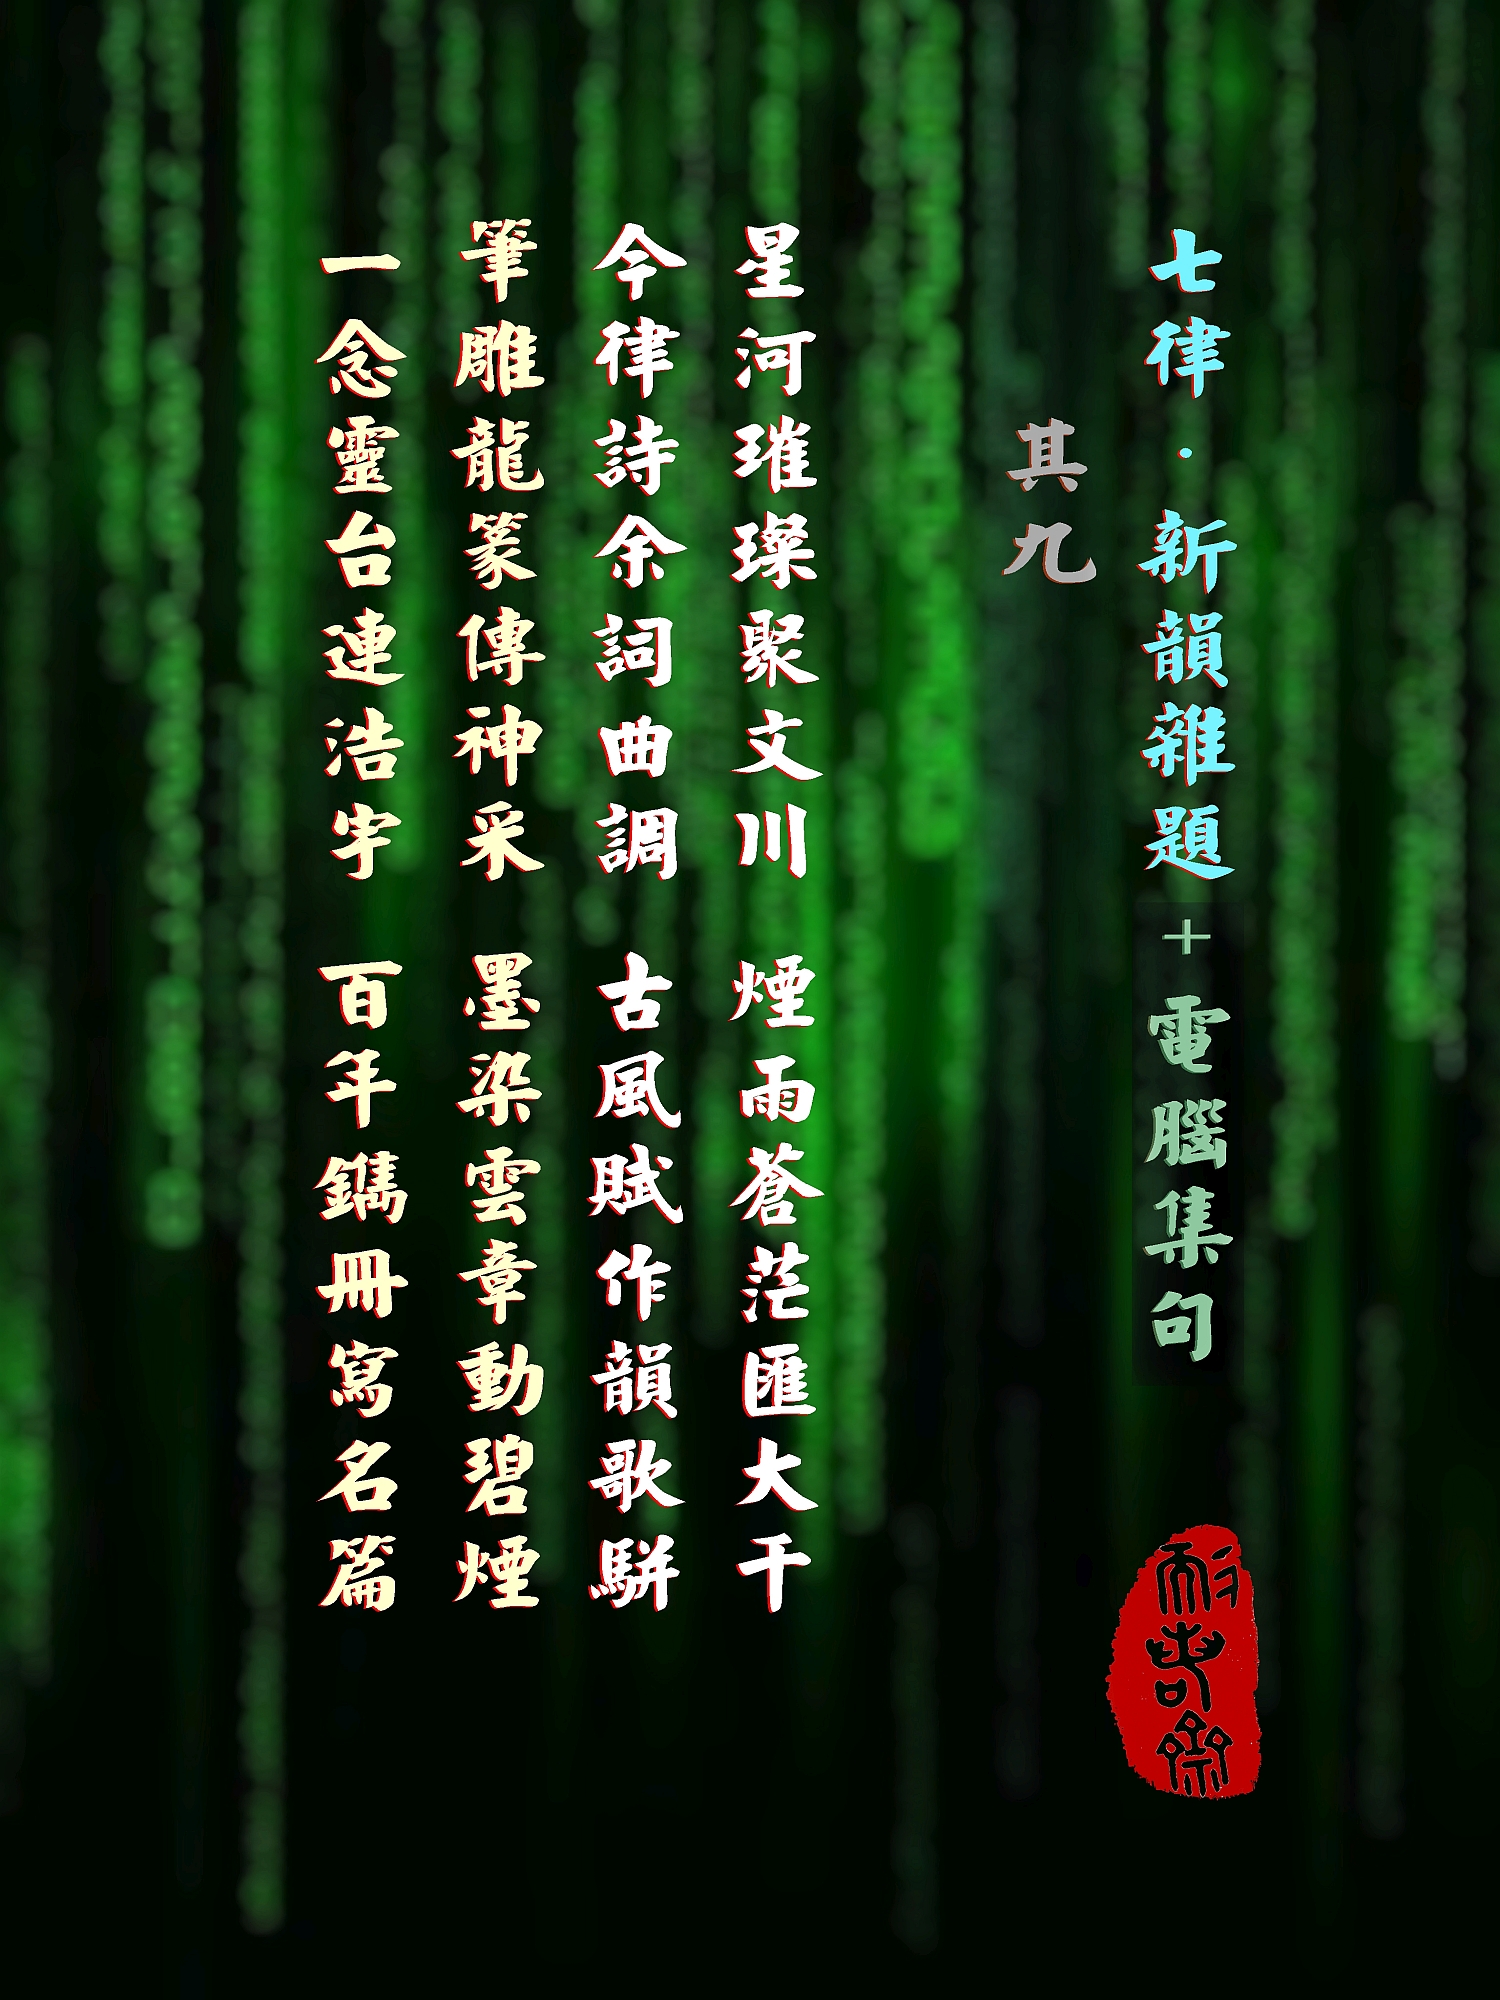 七律·新韻雜題+電腦集句
其九
星河璀璨聚文川 煙雨蒼茫匯大千
今律詩余詞曲調 古風賦作韻歌駢
筆雕龍篆傳神采 墨染雲章動碧煙
一念靈台連浩宇 百年鐫冊寫名篇